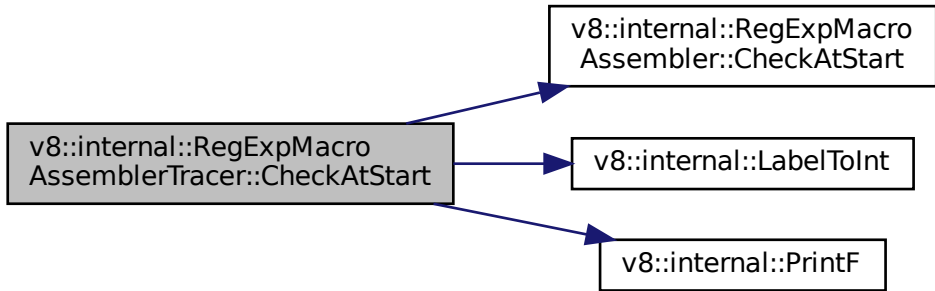 v8::internal::RegExpMacro
AssemblerTracer::CheckAtStart
v8::internal::RegExpMacro
Assembler::CheckAtStart
v8::internal::LabelToInt
v8::internal::PrintF